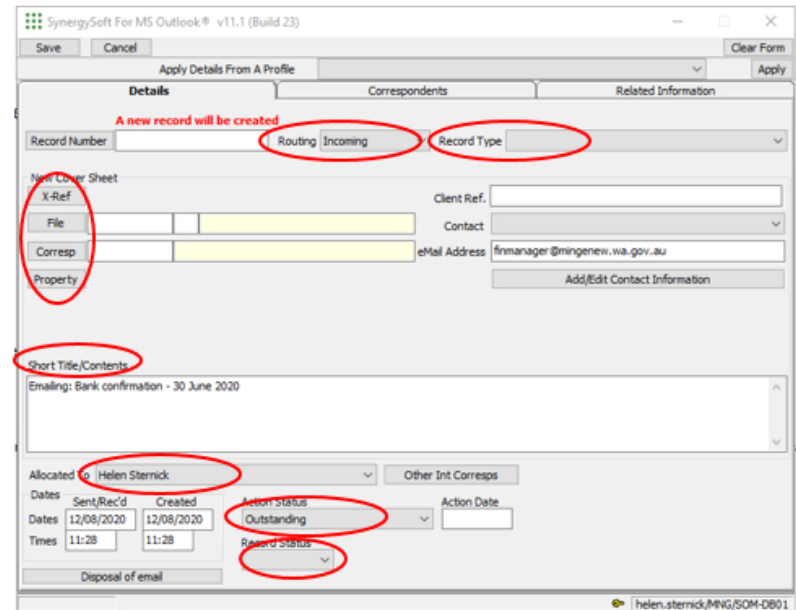 SynergySoft For MS Outlook® v11.1 (Build 23)
Save Cancel Clear Form
Apply Details From A Profile Apply
Details Correspondents Related Information
A new record will be created
Record Number Routing Incoming Record Type
New Cover Sheet
X-Ref Client Ref.
File Contact
Corresp eMail Address finmanager@mingenew.wa.gov.au
Property Add/Edit Contact Information
Short Title/Contents
Emailing: Bank confirmation - 30 June 2020
Allocated To Helen Sternick Other Int Corresps
Dates Sent/Rec'd Created Action Status Action Date
Dates 12/08/2020 12/08/2020 Outstanding
Times 11:28 11:28 Record Status
Disposal of email
helen.sternick/MNG/SOM-DB01